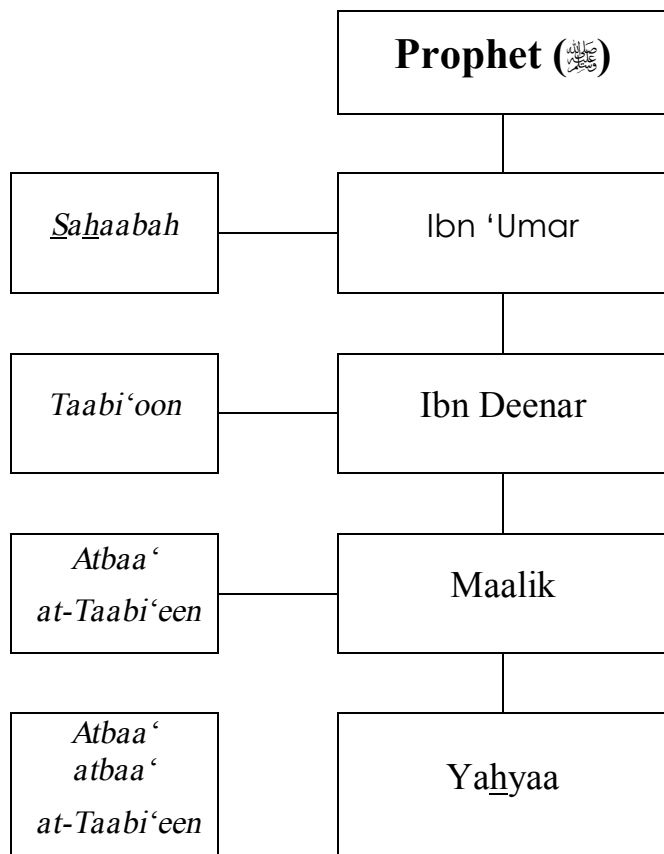 Prophet (ﷺ)
Sahaabah
Ibn ‘Umar
Taabi‘oon
Ibn Deenar
Atbaa‘
at-Taabi‘een
Maalik
Atbaa‘
atbaa‘
at-Taabi‘een
Yahyaa